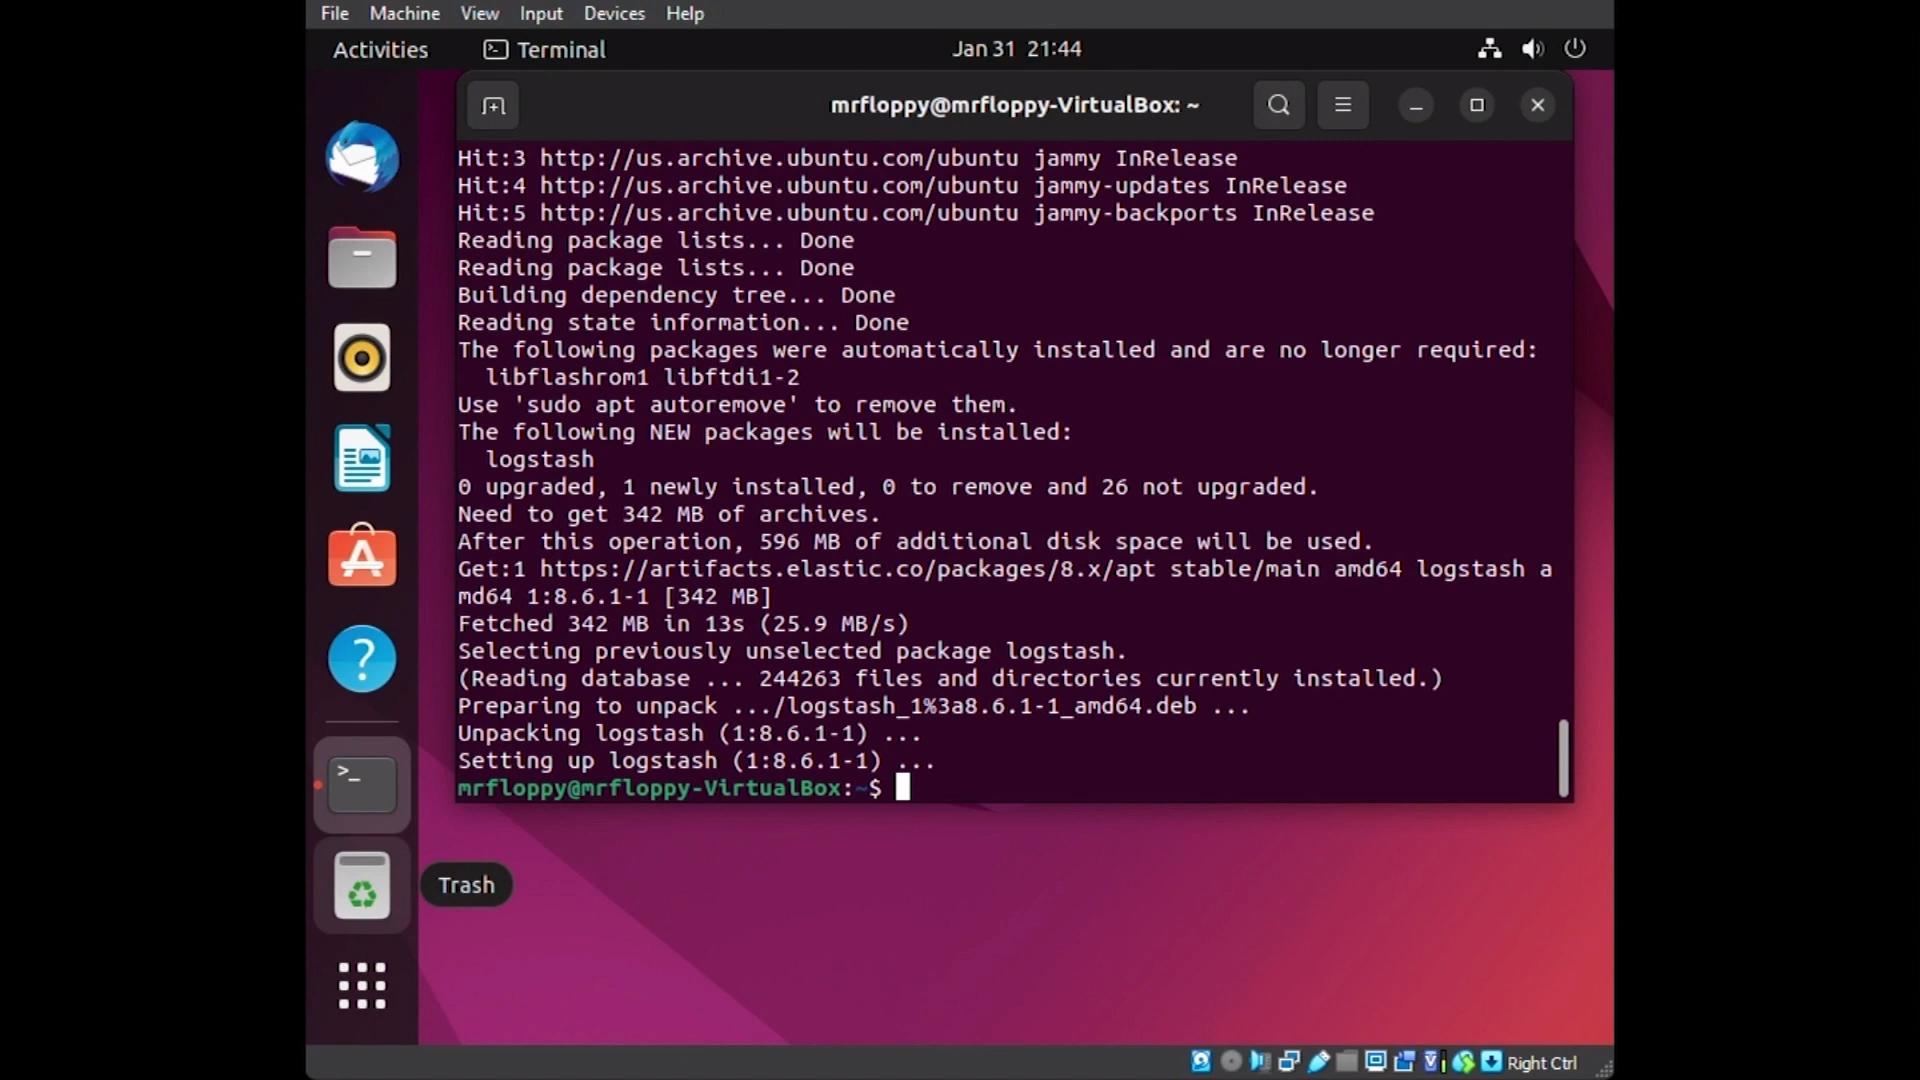 File Machine View Input Devices Help
Activities Terminal Jan 31 21:44
mrfloppy@mrfloppy-VirtualBox: ~
Hit:3 http://us.archive.ubuntu.com/ubuntu jammy InRelease
Hit:4 http://us.archive.ubuntu.com/ubuntu jammy-updates InRelease
Hit:5 http://us.archive.ubuntu.com/ubuntu jammy-backports InRelease
Reading package lists... Done
Reading package lists... Done
Building dependency tree... Done
Reading state information... Done
The following packages were automatically installed and are no longer required:
  libflashrom1 libftdi1-2
Use 'sudo apt autoremove' to remove them.
The following NEW packages will be installed:
  logstash
0 upgraded, 1 newly installed, 0 to remove and 26 not upgraded.
Need to get 342 MB of archives.
After this operation, 596 MB of additional disk space will be used.
Get:1 https://artifacts.elastic.co/packages/8.x/apt stable/main amd64 logstash a
md64 1:8.6.1-1 [342 MB]
Fetched 342 MB in 13s (25.9 MB/s)
Selecting previously unselected package logstash.
(Reading database ... 244263 files and directories currently installed.)
Preparing to unpack .../logstash_1%3a8.6.1-1_amd64.deb ...
Unpacking logstash (1:8.6.1-1) ...
Setting up logstash (1:8.6.1-1) ...
mrfloppy@mrfloppy-VirtualBox:~$
Trash
Right Ctrl